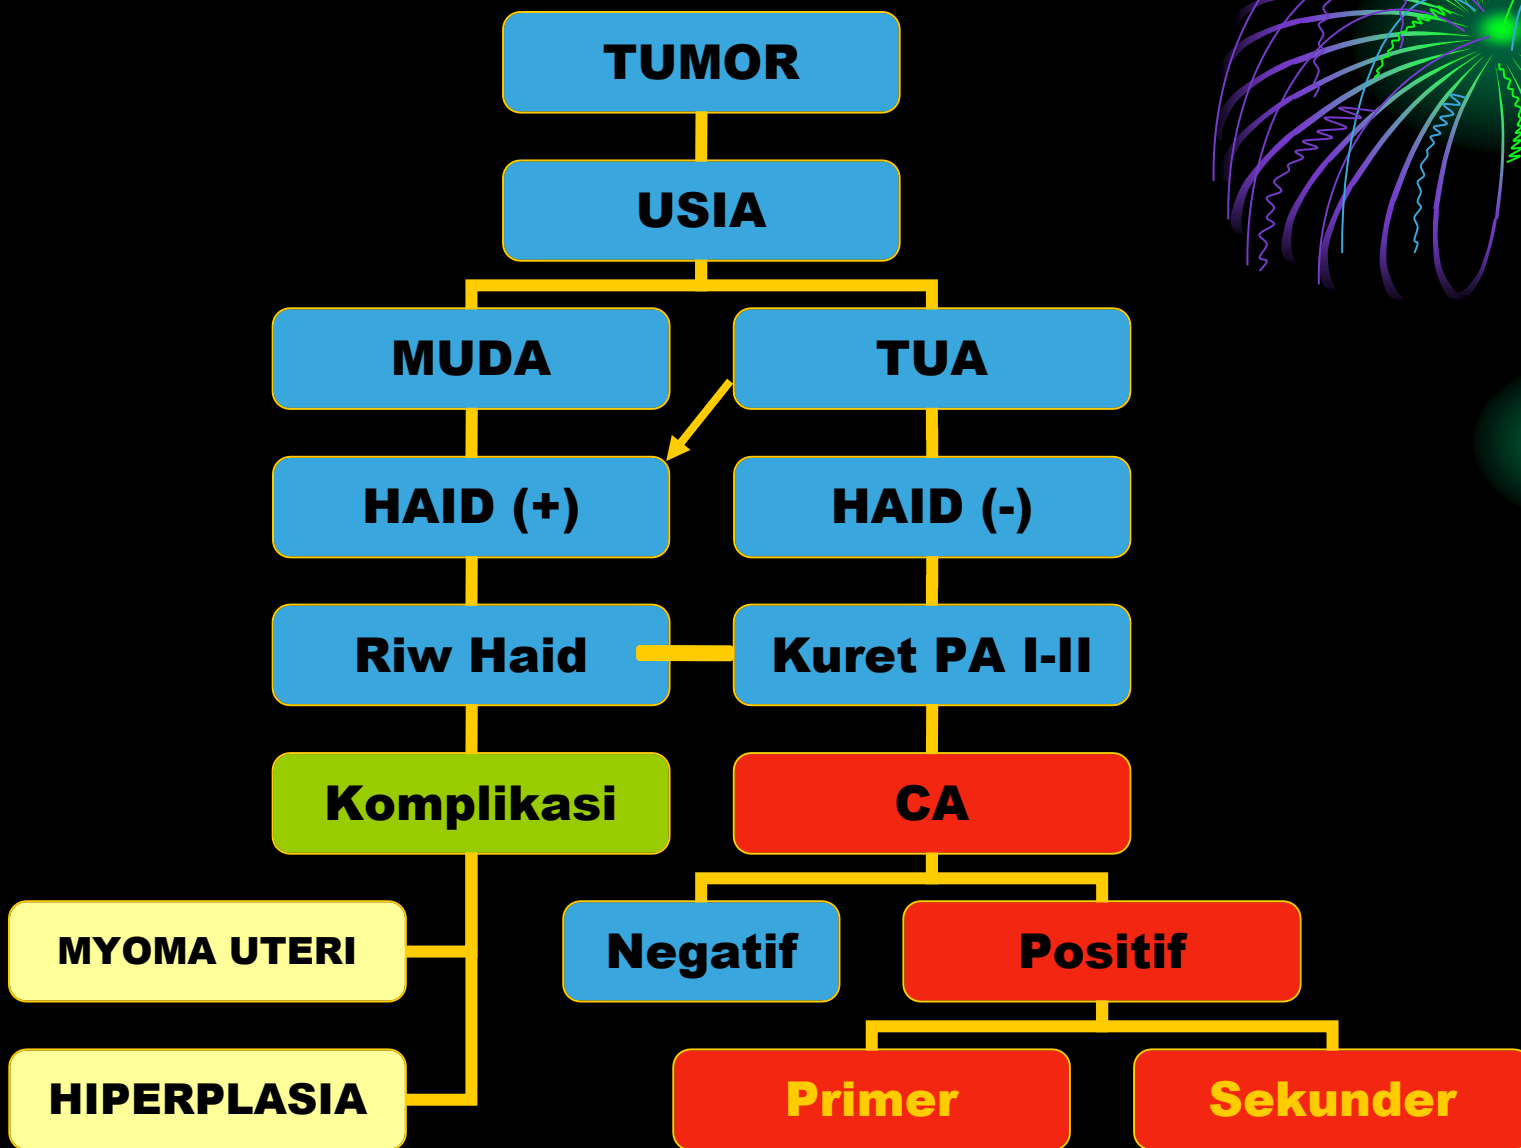 TUMOR
USIA
MUDA
TUA
HAID (+)
HAID (-)
Riw Haid
Kuret PA I-II
Komplikasi
CA
MYOMA UTERI
Negatif
Positif
HIPERPLASIA
Primer
Sekunder